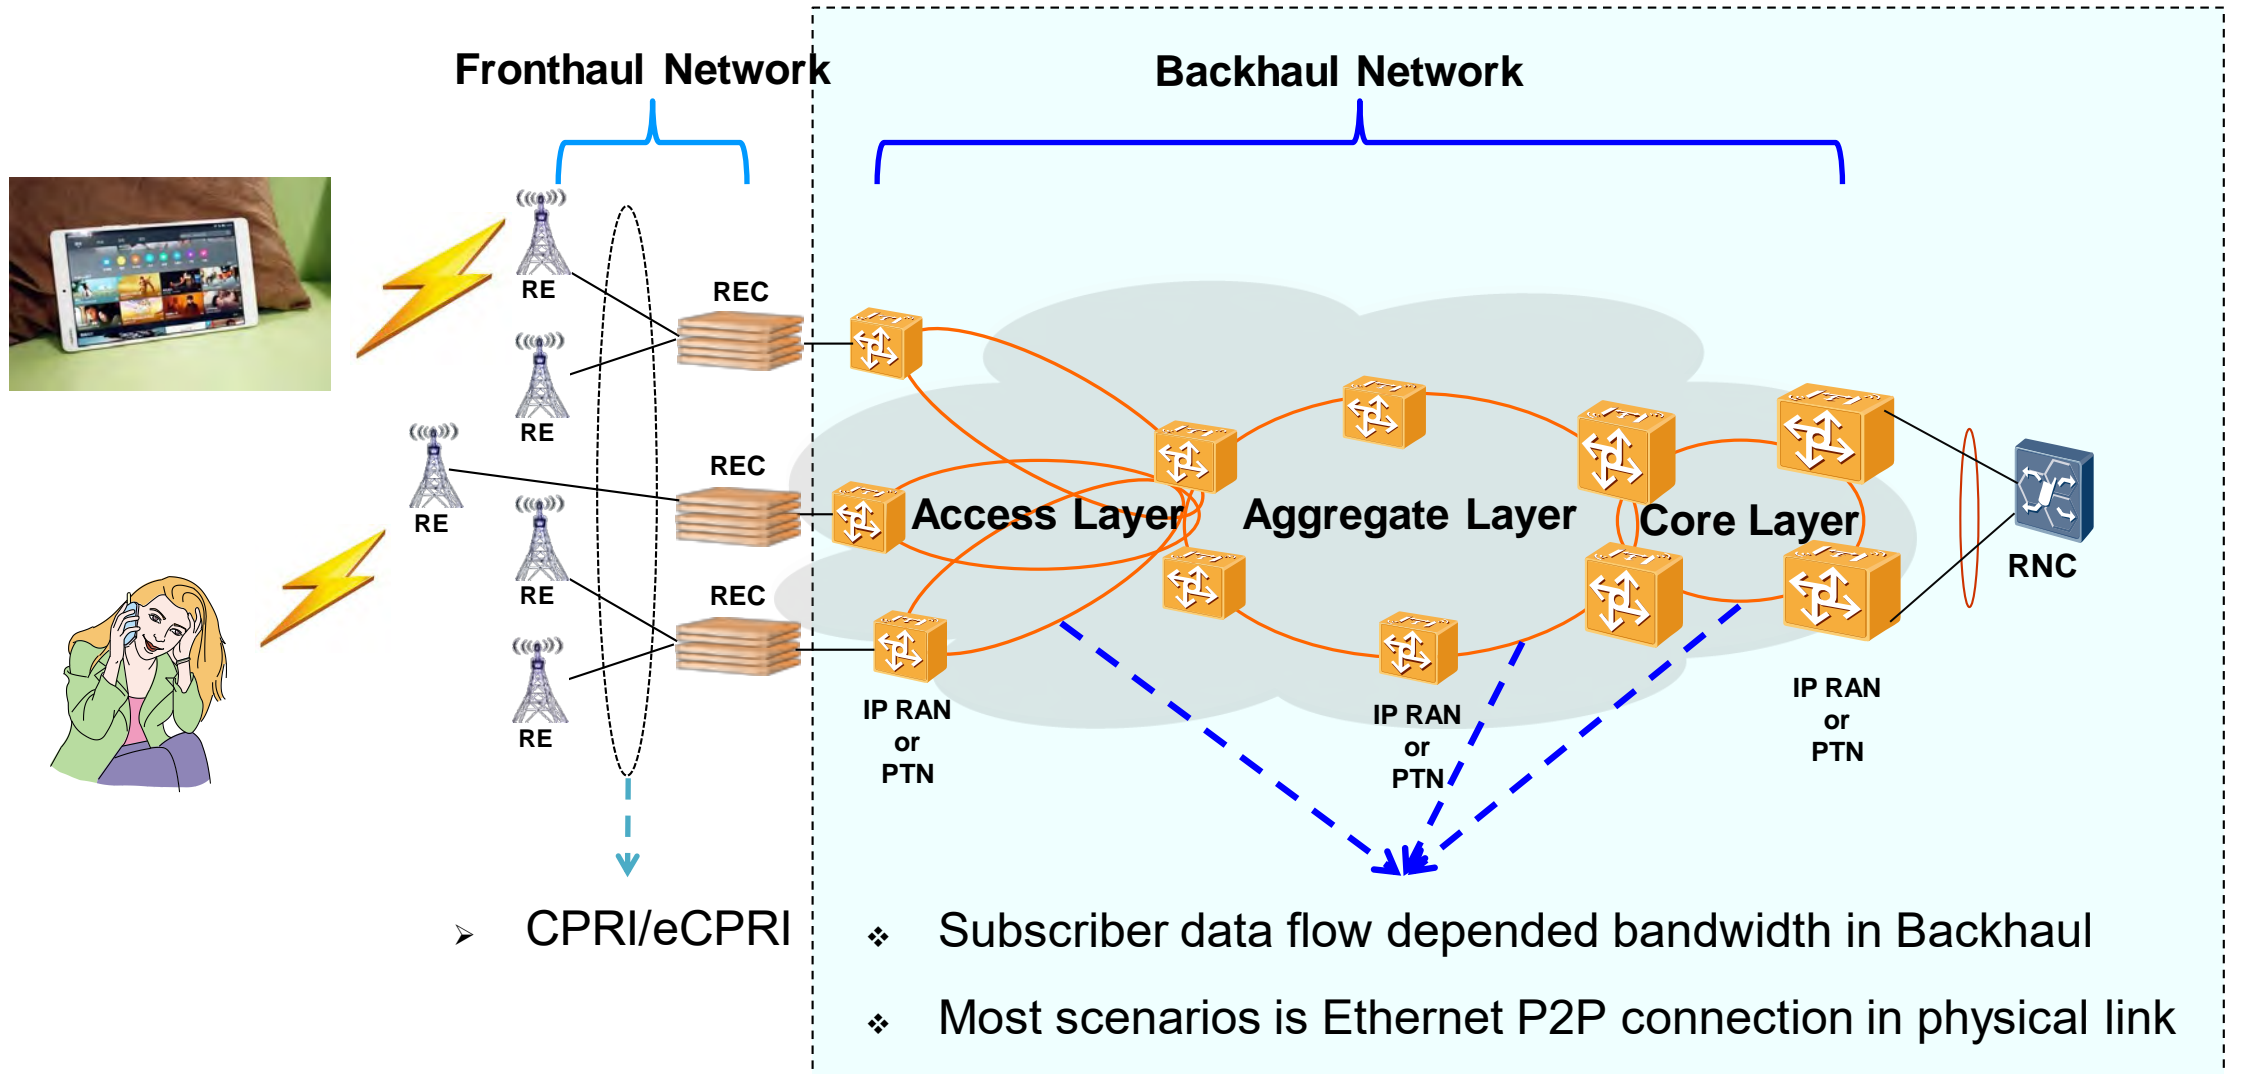 Fronthaul Network
Backhaul Network
RE
REC
RE
REC
RE
RE
REC
RE
Access Layer
Aggregate Layer
Core Layer
RNC
IP RAN
or
PTN
IP RAN
or
PTN
IP RAN
or
PTN
➢ CPRI/eCPRI
❖ Subscriber data flow depended bandwidth in Backhaul
❖ Most scenarios is Ethernet P2P connection in physical link